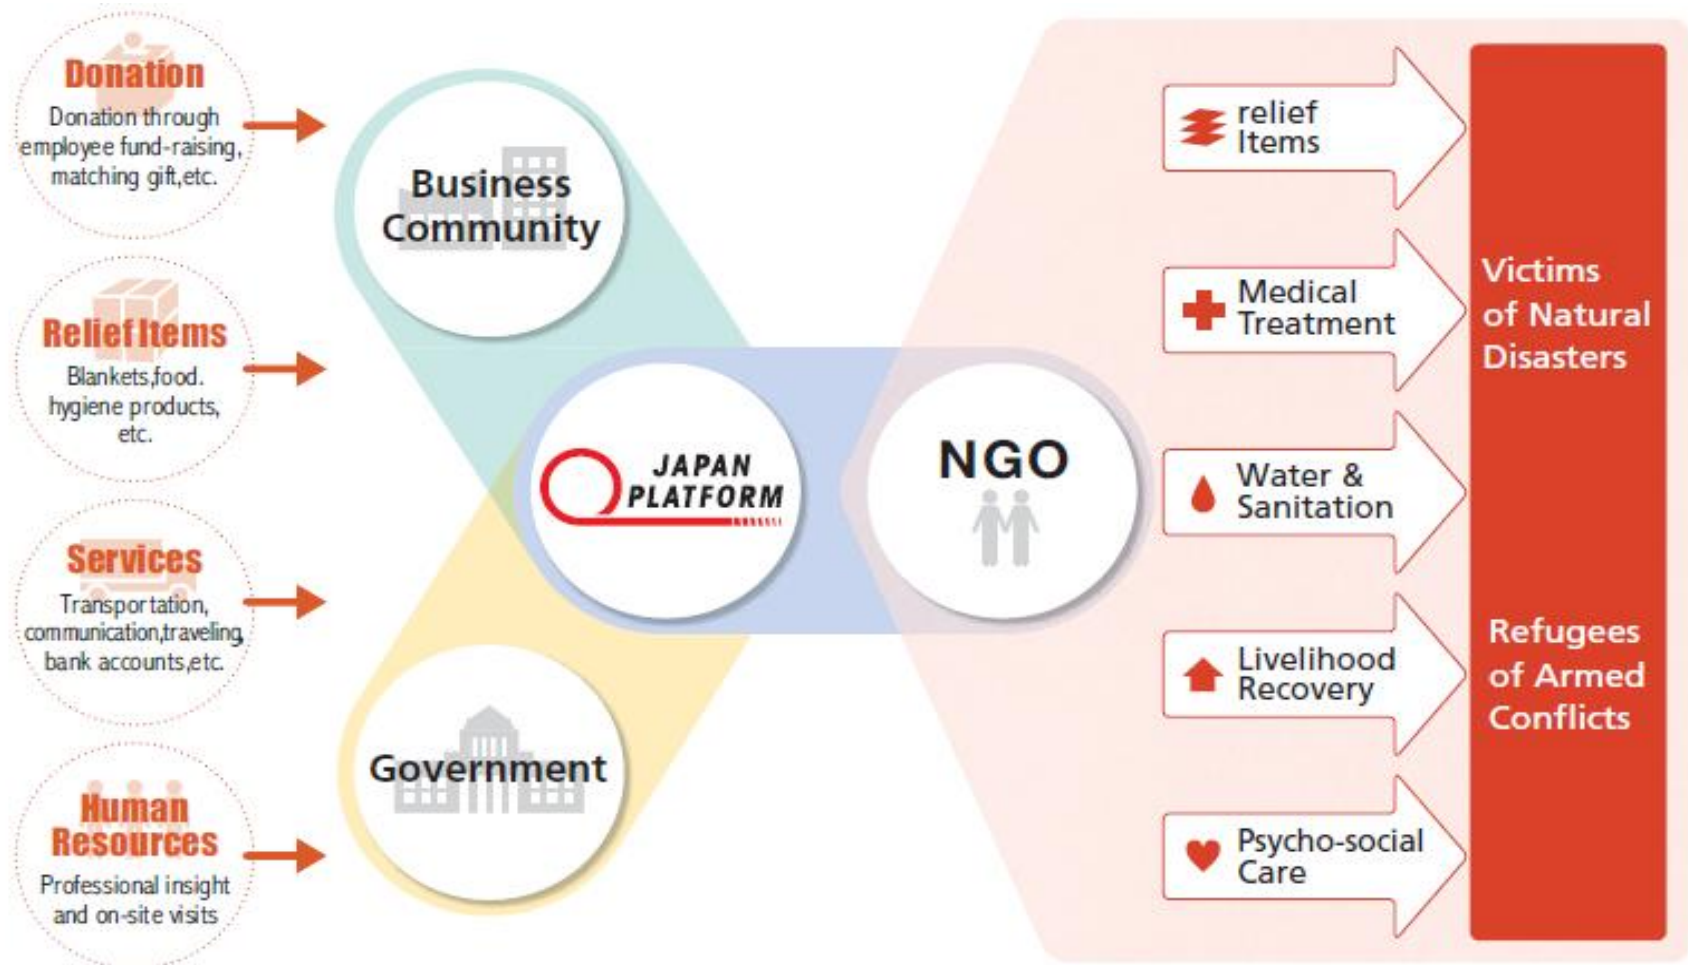 Donation
Donation through
employee fund-raising,
matching gift,etc.
Relief Items
Blankets,food.
hygiene products,
etc.
Services
Transportation,
communication,traveling,
bank accounts,etc.
Human
Resources
Professional insight
and on-site visits
Business
Community
JAPAN
PLATFORM
Government
NGO
relief
Items
Medical
Treatment
Water &
Sanitation
Livelihood
Recovery
Psycho-social
Care
Victims
of Natural
Disasters
Refugees
of Armed
Conflicts